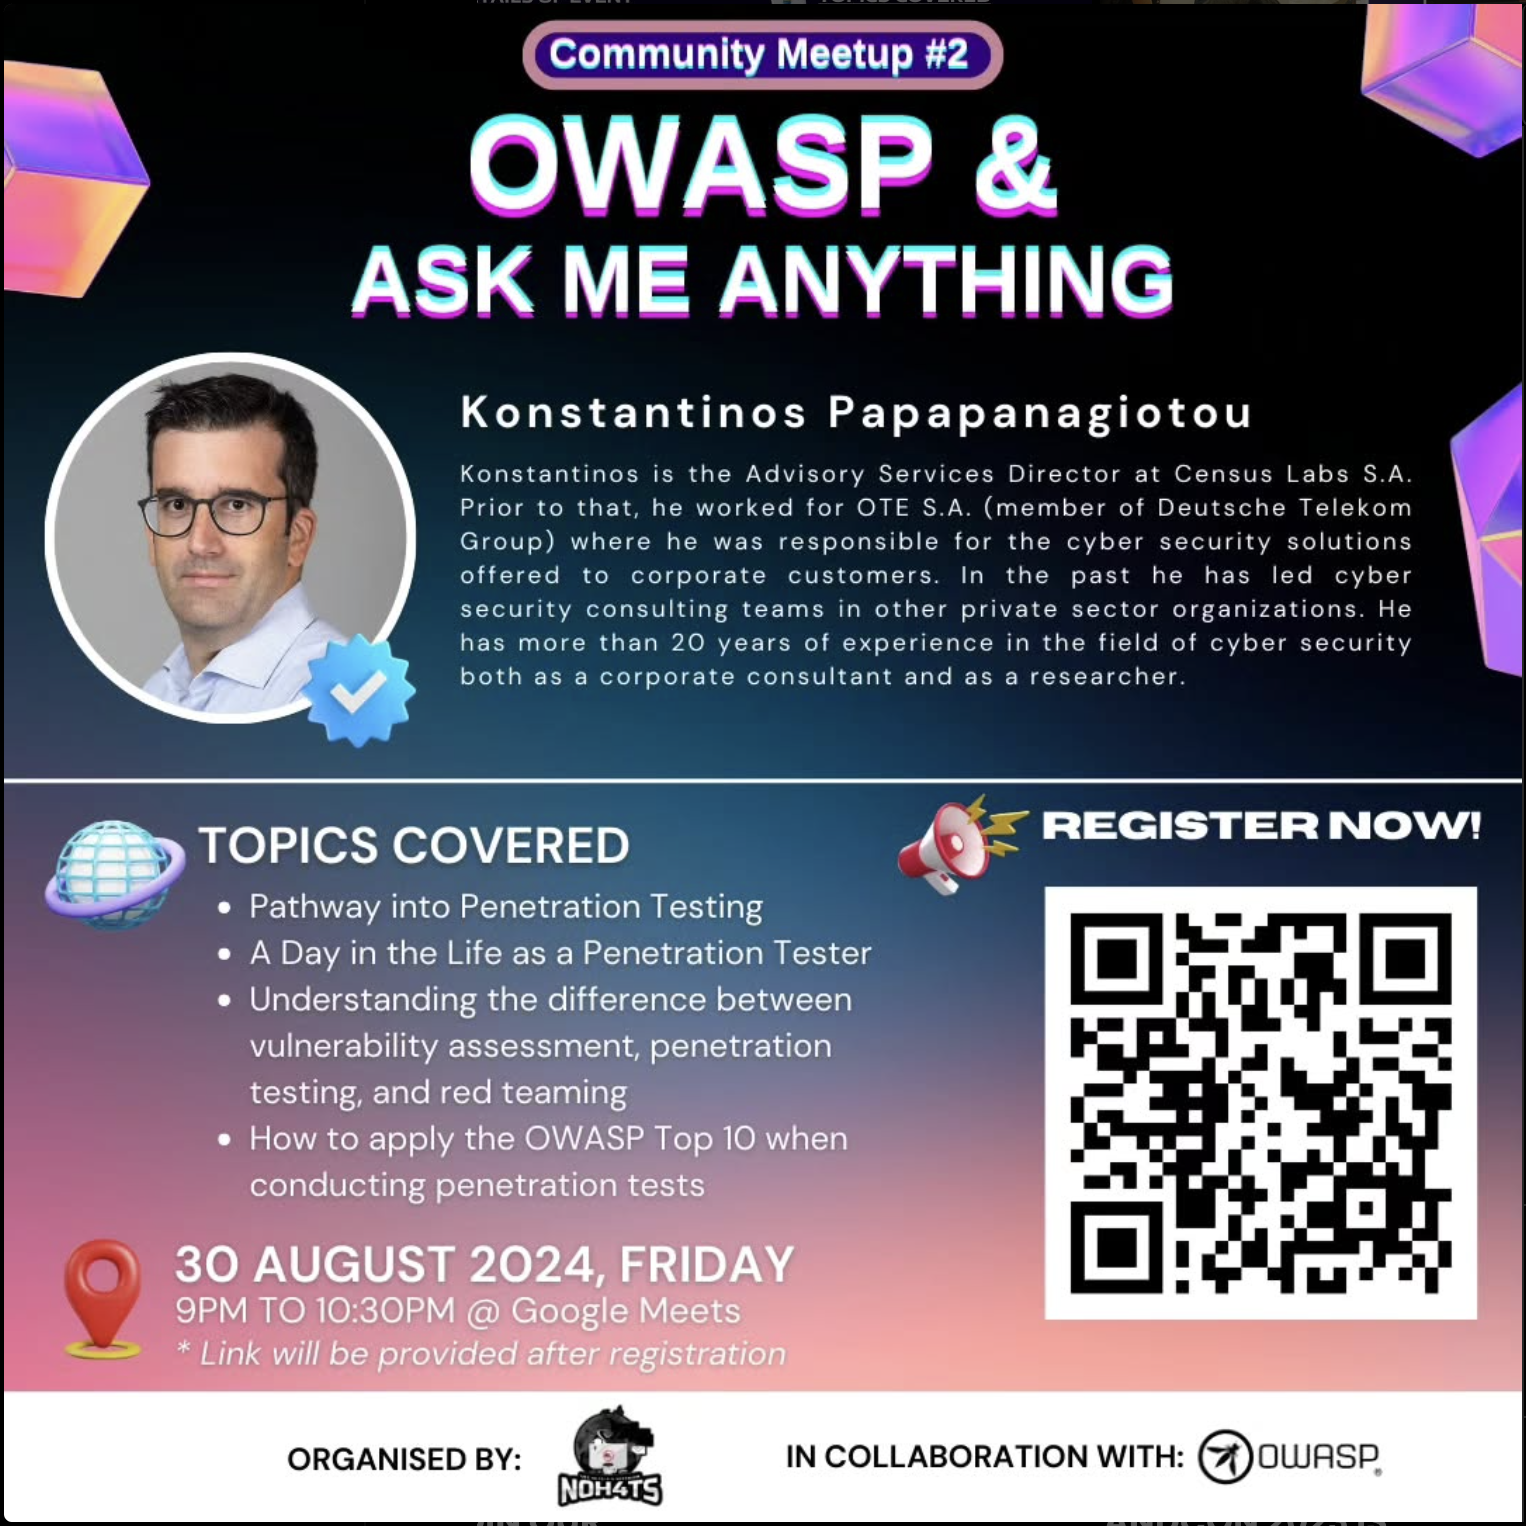 Community Meetup #2
OWASP &
ASK ME ANYTHING
Konstantinos Papapanagiotou
Konstantinos is the Advisory Services Director at Census Labs S.A.
Prior to that, he worked for OTE S.A. (member of Deutsche Telekom
Group) where he was responsible for the cyber security solutions
offered to corporate customers. In the past he has led cyber
security consulting teams in other private sector organizations. He
has more than 20 years of experience in the field of cyber security
both as a corporate consultant and as a researcher.
TOPICS COVERED
• Pathway into Penetration Testing
• A Day in the Life as a Penetration Tester
• Understanding the difference between
vulnerability assessment, penetration
testing, and red teaming
• How to apply the OWASP Top 10 when
conducting penetration tests
30 AUGUST 2024, FRIDAY
9PM TO 10:30PM @ Google Meets
* Link will be provided after registration
REGISTER NOW!
ORGANISED BY:
N0H4TS
IN COLLABORATION WITH:
OWASP®